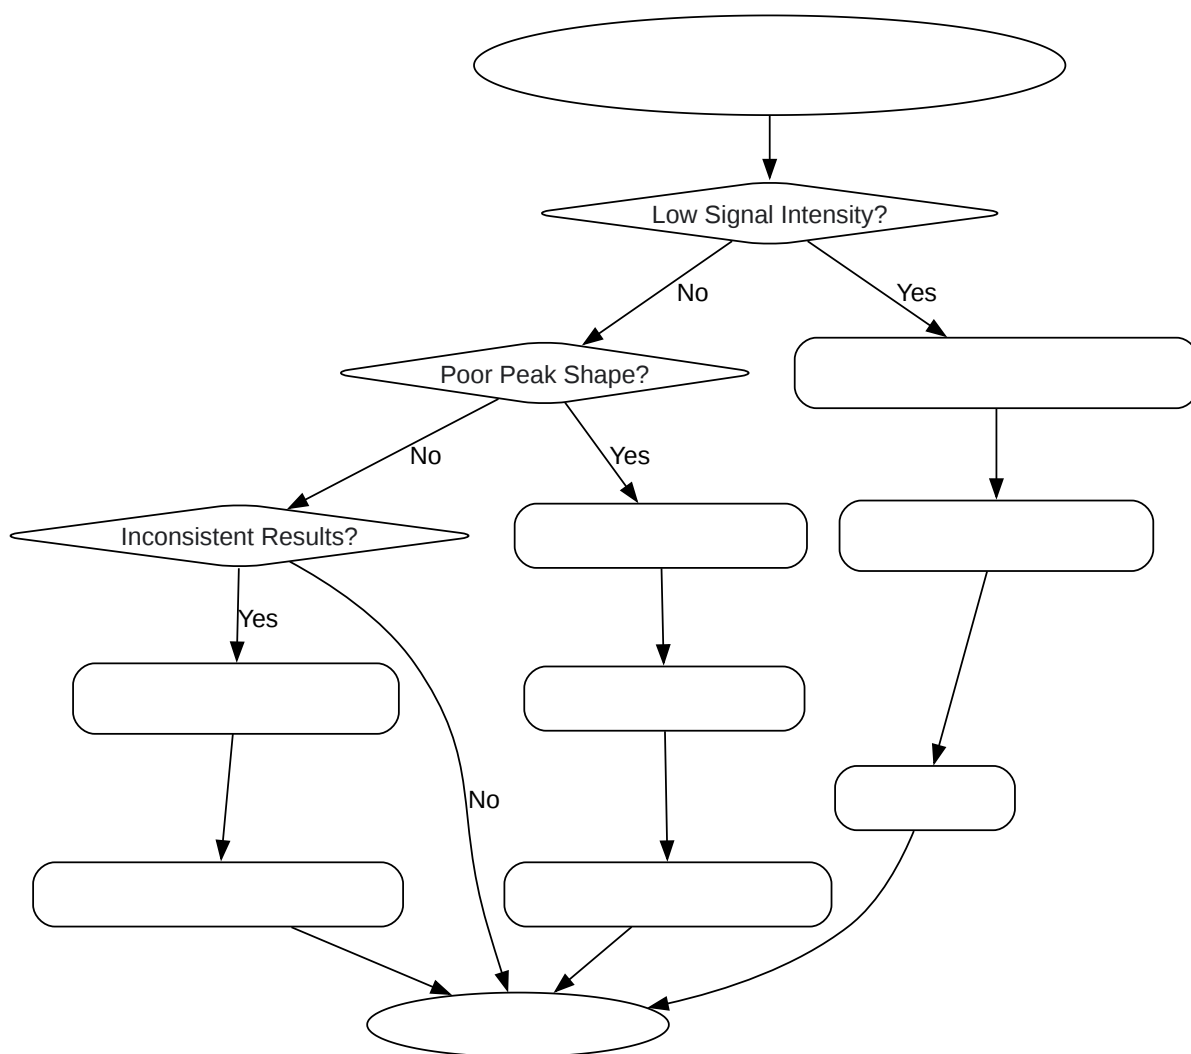 Low Signal Intensity?
No
Yes
Poor Peak Shape?
No
Yes
Inconsistent Results?
Yes
No